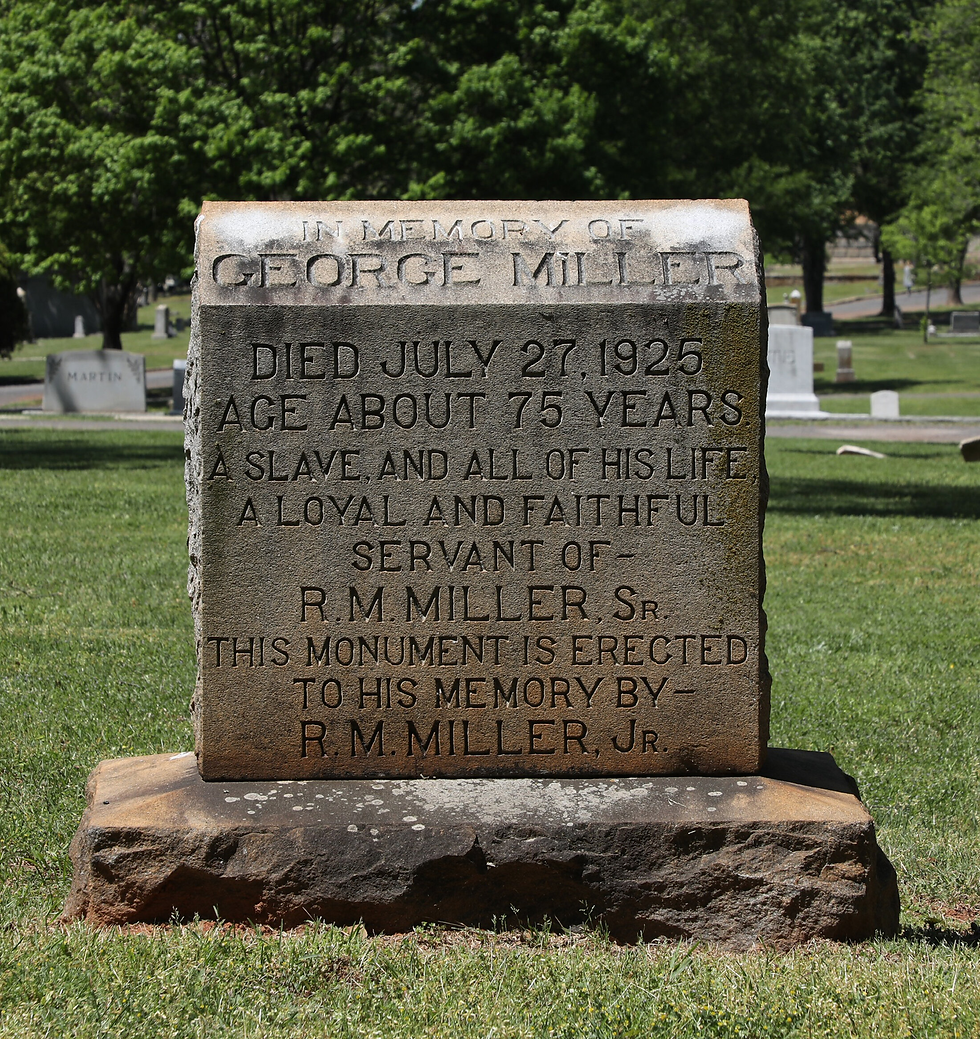 IN MEMORY OF
GEORGE MILLER
DIED JULY 27, 1925
AGE ABOUT 75 YEARS.
A SLAVE, AND ALL OF HIS LIFE,
A LOYAL AND FAITHFUL
SERVANT OF-
R. M. MILLER, SR.
THIS MONUMENT IS ERECTED
TO HIS MEMORY BY-
R. M. MILLER, JR.
MARTIN